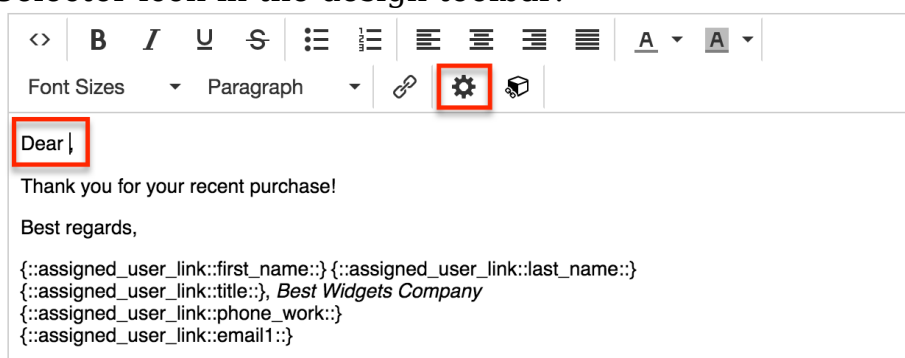 selector icon in the design toolbar.
<> B I U S A A
Font Sizes Paragraph
Dear ,
Thank you for your recent purchase!
Best regards,
{::assigned_user_link::first_name::} {::assigned_user_link::last_name::}
{::assigned_user_link::title::}, Best Widgets Company
{::assigned_user_link::phone_work::}
{::assigned_user_link::email1::}